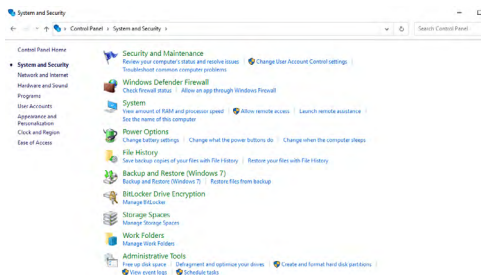 System and Security
Control Panel > System and Security >
Search Control Panel
Control Panel Home
System and Security
Network and Internet
Hardware and Sound
Programs
User Accounts
Appearance and
Personalization
Clock and Region
Ease of Access
Security and Maintenance
Review your computer's status and resolve issues Change User Account Control settings
Troubleshoot common computer problems
Windows Defender Firewall
Check firewall status Allow an app through Windows Firewall
System
View amount of RAM and processor speed Allow remote access Launch remote assistance
See the name of this computer
Power Options
Change battery settings Change what the power buttons do Change when the computer sleeps
File History
Save backup copies of your files with File History Restore your files with File History
Backup and Restore (Windows 7)
Backup and Restore (Windows 7) Restore files from backup
BitLocker Drive Encryption
Manage BitLocker
Storage Spaces
Manage Storage Spaces
Work Folders
Manage Work Folders
Administrative Tools
Free up disk space Defragment and optimize your drives Create and format hard disk partitions
View event logs Schedule tasks